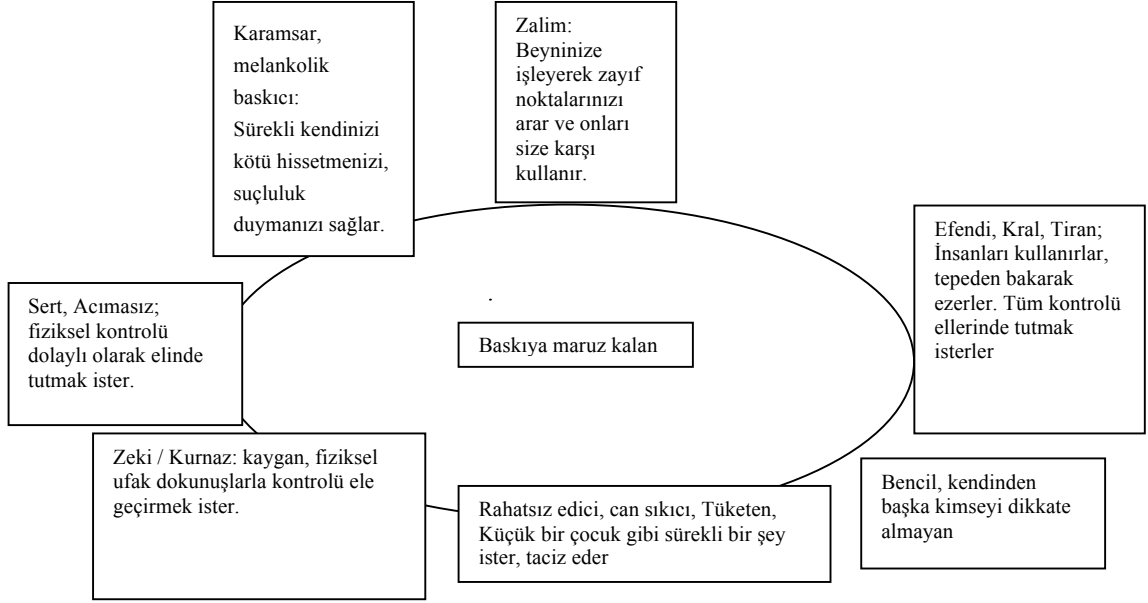 Karamsar,
melankolik
baskıcı:
Sürekli kendinizi
kötü hissetmenizi,
suçluluk
duymanızı sağlar.
Zalim:
Beyninize
işleyerek zayıf
noktalarınızı
arar ve onları
size karşı
kullanır.
Efendi, Kral, Tiran;
İnsanları kullanırlar,
tepeden bakarak
ezerler. Tüm kontrolü
ellerinde tutmak
isterler
Sert, Acımasız;
fiziksel kontrolü
dolaylı olarak elinde
tutmak ister.
.
Baskıya maruz kalan
Zeki / Kurnaz: kaygan, fiziksel
ufak dokunuşlarla kontrolü ele
geçirmek ister.
Rahatsız edici, can sıkıcı, Tüketen,
Küçük bir çocuk gibi sürekli bir şey
ister, taciz eder
Bencil, kendinden
başka kimseyi dikkate
almayan